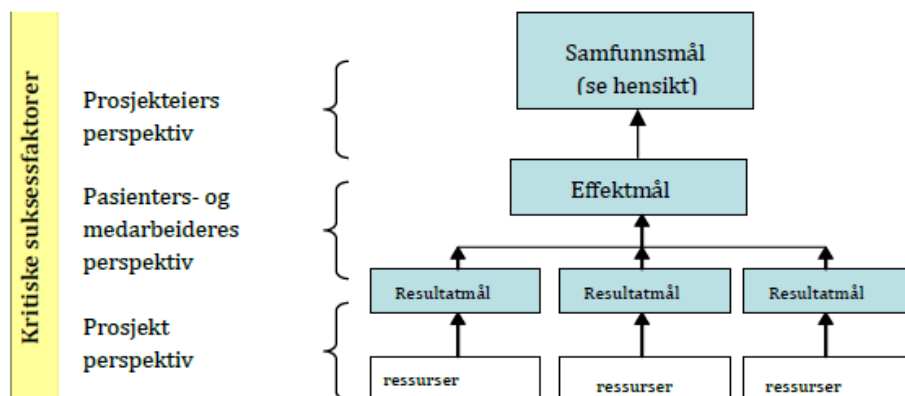 Kritiske suksessfaktorer
Samfunnsmål
(se hensikt)
Prosjekteiers
perspektiv
Effektmål
Pasienters- og
medarbeideres
perspektiv
Resultatmål
Resultatmål
Resultatmål
Prosjekt
perspektiv
ressurser
ressurser
ressurser